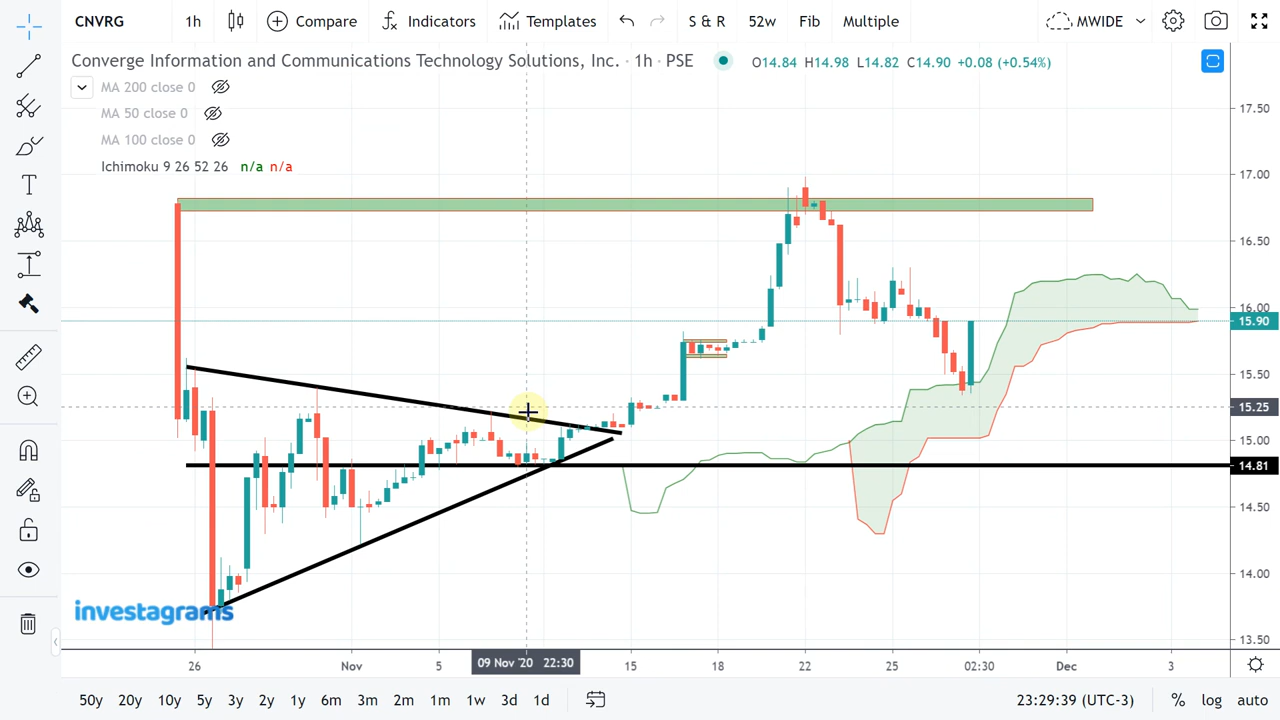 CNVRG 1h Compare Indicators Templates S & R 52w Fib Multiple MWIDE
Converge Information and Communications Technology Solutions, Inc. · 1h · PSE O14.84 H14.98 L14.82 C14.90 +0.08 (+0.54%)
MA 200 close 0
MA 50 close 0
MA 100 close 0
Ichimoku 9 26 52 26 n/a n/a
17.50
17.00
16.50
16.00
15.90
15.50
15.25
15.00
14.81
14.50
14.00
13.50
investagrams
26 Nov 5 09 Nov '20 22:30 15 18 22 25 02:30 Dec 3
50y 20y 10y 5y 3y 2y 1y 6m 3m 2m 1m 1w 3d 1d 23:29:39 (UTC-3) % log auto